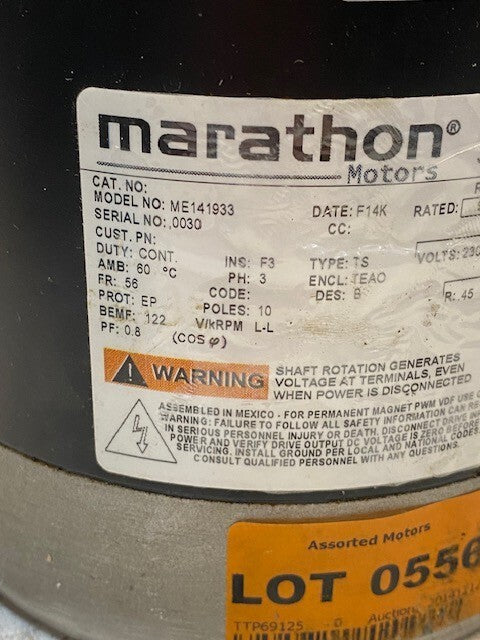 marathon®
Motors
CAT. NO:
MODEL NO: ME141933
SERIAL NO: ,0030
DATE: F14K
RATED:
CUST. PN:
CC:
DUTY: CONT.
INS: F3
TYPE: TS
VOLTS: 230
AMB: 60 °C
PH: 3
ENCL: TEAO
FR: 56
CODE:
DES: B
R: .45
PROT: EP
POLES: 10
BEMF: 122 V/kRPM L-L
PF: 0.8 (COS φ)
WARNING
SHAFT ROTATION GENERATES
VOLTAGE AT TERMINALS, EVEN
WHEN POWER IS DISCONNECTED
ASSEMBLED IN MEXICO - FOR PERMANENT MAGNET PWM VDF USE
WARNING: FAILURE TO FOLLOW ALL SAFETY INFORMATION CAN
IN SERIOUS PERSONNEL INJURY OR DEATH. DISCONNECT DRIVE
POWER AND VERIFY DRIVE OUTPUT DC VOLTAGE IS ZERO BEFORE
SERVICING. INSTALL GROUND PER LOCAL AND NATIONAL CODES.
CONSULT QUALIFIED PERSONNEL WITH ANY QUESTIONS.
Assorted Motors
LOT 0556
TTP69125
Auction: